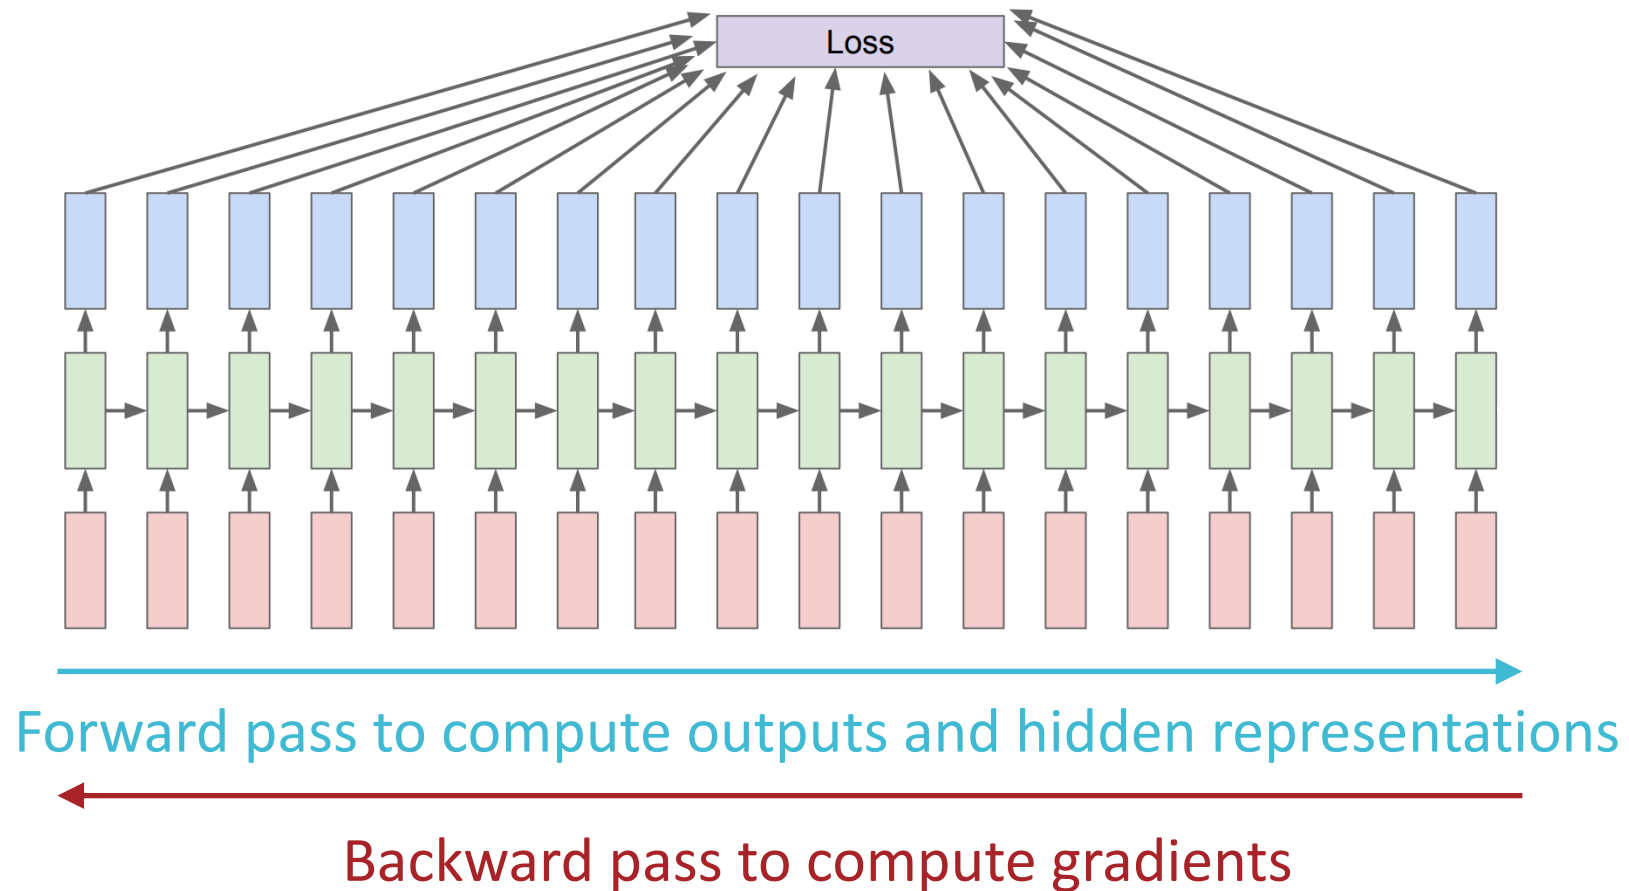 Loss
Forward pass to compute outputs and hidden representations
Backward pass to compute gradients